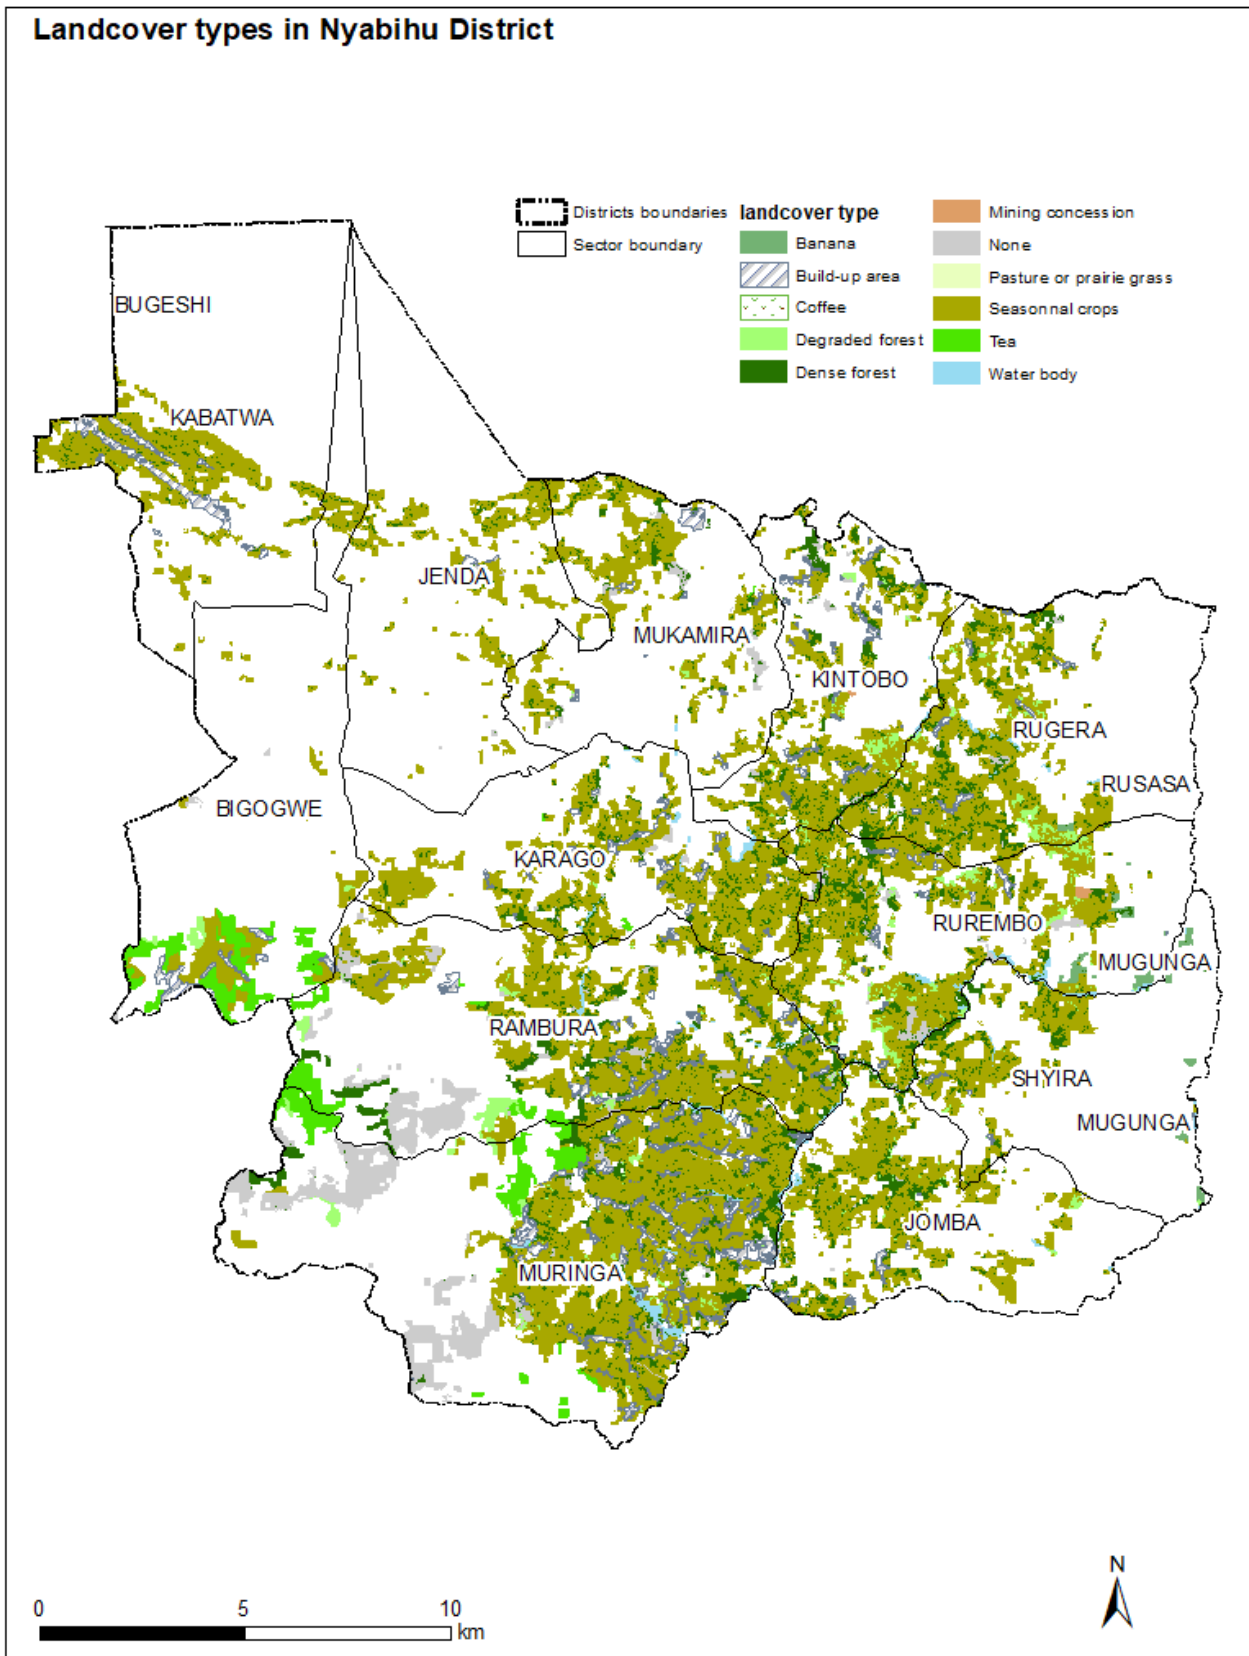 Landcover types in Nyabihu District
Districts boundaries
Sector boundary
landcover type
Banana
Build-up area
Coffee
Degraded forest
Dense forest
Mining concession
None
Pasture or prairie grass
Seasonnal crops
Tea
Water body
BUGESHI
KABATWA
JENDA
MUKAMIRA
KINTOBO
RUGERA
RUSASA
BIGOGWE
KARAGO
RUREMBO
MUGUNGA
RAMBURA
SHYIRA
MUGUNGA
JOMBA
MURINGA
N
0 5 10
km